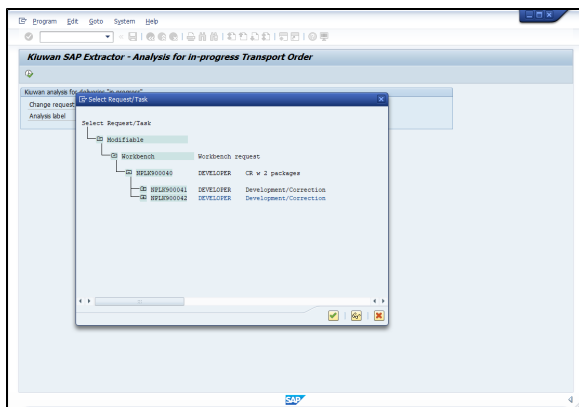 Program Edit Goto System Help
Kiuwan SAP Extractor - Analysis for in-progress Transport Order
Kiuwan analysis for deliveries "in progress"
Change request
Analysis label
Select Request/Task
Select Request/Task
Modifiable
Workbench Workbench request
NPLK900040 DEVELOPER CR w 2 packages
NPLK900041 DEVELOPER Development/Correction
NPLK900042 DEVELOPER Development/Correction
SAP